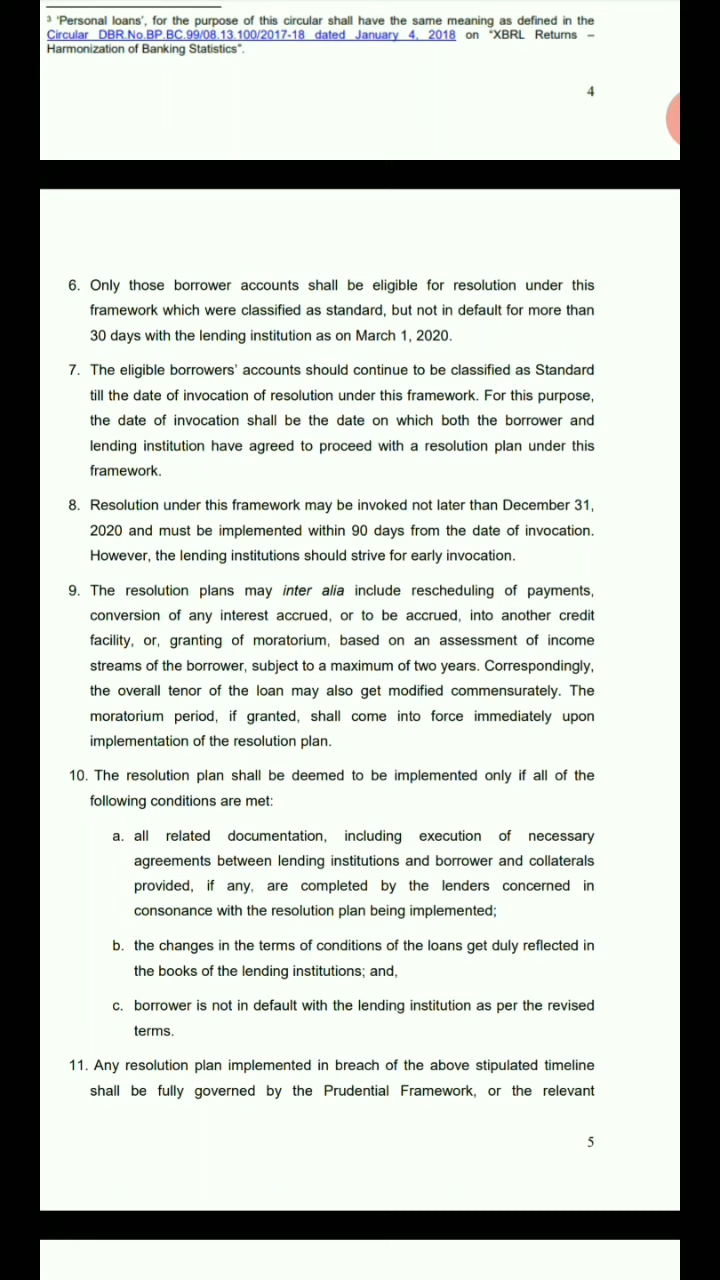 3 'Personal loans', for the purpose of this circular shall have the same meaning as defined in the
Circular DBR.No.BP.BC.99/08.13.100/2017-18 dated January 4, 2018 on "XBRL Returns –
Harmonization of Banking Statistics".
4
6. Only those borrower accounts shall be eligible for resolution under this
framework which were classified as standard, but not in default for more than
30 days with the lending institution as on March 1, 2020.
7. The eligible borrowers' accounts should continue to be classified as Standard
till the date of invocation of resolution under this framework. For this purpose,
the date of invocation shall be the date on which both the borrower and
lending institution have agreed to proceed with a resolution plan under this
framework.
8. Resolution under this framework may be invoked not later than December 31,
2020 and must be implemented within 90 days from the date of invocation.
However, the lending institutions should strive for early invocation.
9. The resolution plans may inter alia include rescheduling of payments,
conversion of any interest accrued, or to be accrued, into another credit
facility, or, granting of moratorium, based on an assessment of income
streams of the borrower, subject to a maximum of two years. Correspondingly,
the overall tenor of the loan may also get modified commensurately. The
moratorium period, if granted, shall come into force immediately upon
implementation of the resolution plan.
10. The resolution plan shall be deemed to be implemented only if all of the
following conditions are met:
a. all related documentation, including execution of necessary
agreements between lending institutions and borrower and collaterals
provided, if any, are completed by the lenders concerned in
consonance with the resolution plan being implemented;
b. the changes in the terms of conditions of the loans get duly reflected in
the books of the lending institutions; and,
c. borrower is not in default with the lending institution as per the revised
terms.
11. Any resolution plan implemented in breach of the above stipulated timeline
shall be fully governed by the Prudential Framework, or the relevant
5